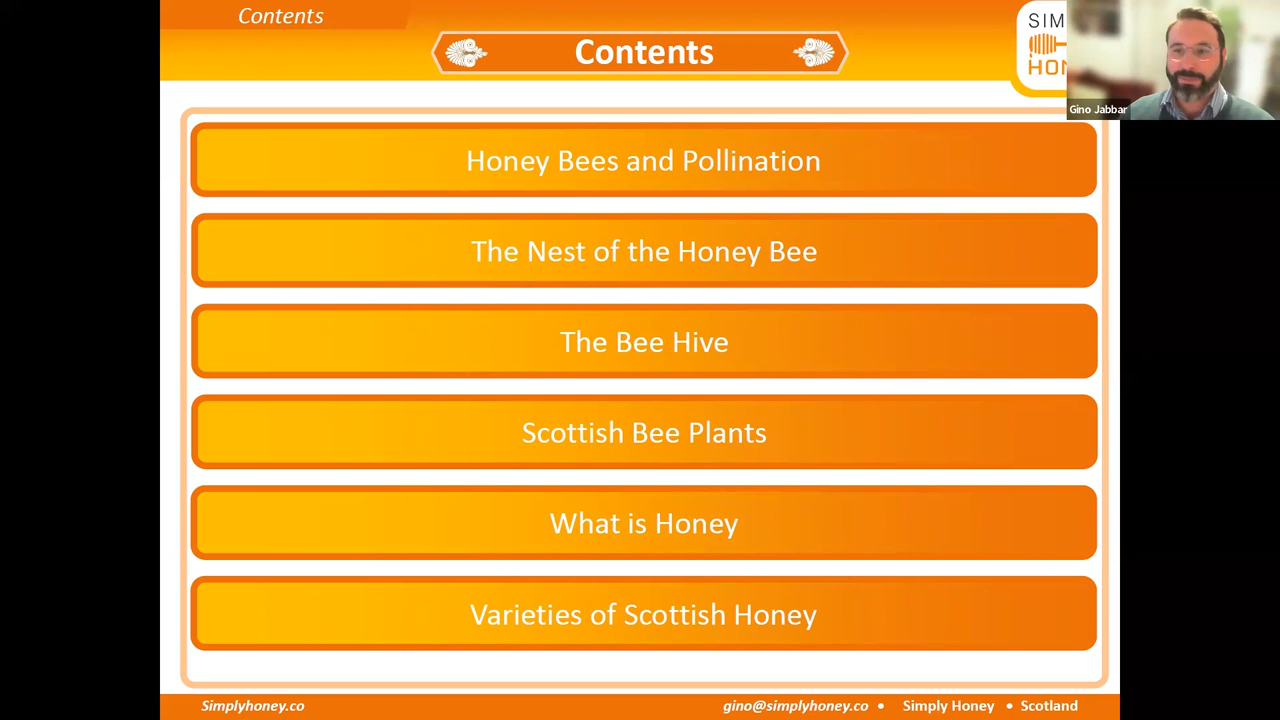 Contents
Contents
SIM
HON
Gino Jabbar
Honey Bees and Pollination
The Nest of the Honey Bee
The Bee Hive
Scottish Bee Plants
What is Honey
Varieties of Scottish Honey
Simplyhoney.co
gino@simplyhoney.co • Simply Honey • Scotland